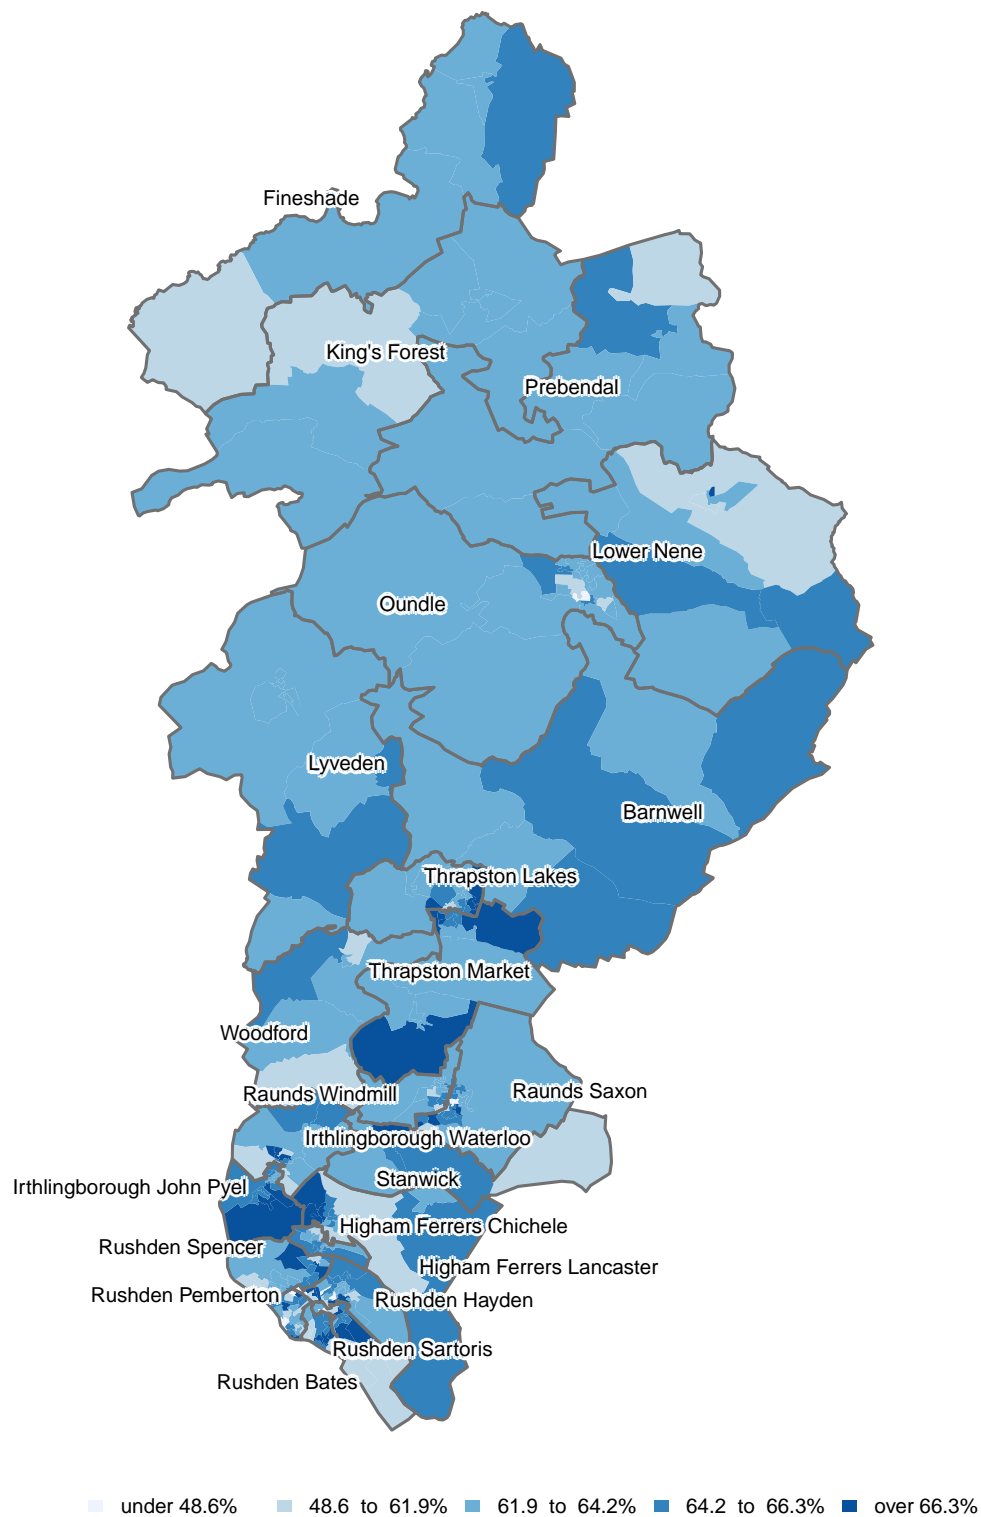 Fineshade
King's Forest
Prebendal
Lower Nene
Oundle
Lyveden
Barnwell
Thrapston Lakes
Thrapston Market
Woodford
Raunds Windmill
Raunds Saxon
Irthlingborough Waterloo
Stanwick
Irthlingborough John Pyel
Higham Ferrers Chichele
Rushden Spencer
Higham Ferrers Lancaster
Rushden Pemberton
Rushden Hayden
Rushden Sartoris
Rushden Bates
under 48.6% 48.6 to 61.9% 61.9 to 64.2% 64.2 to 66.3% over 66.3%